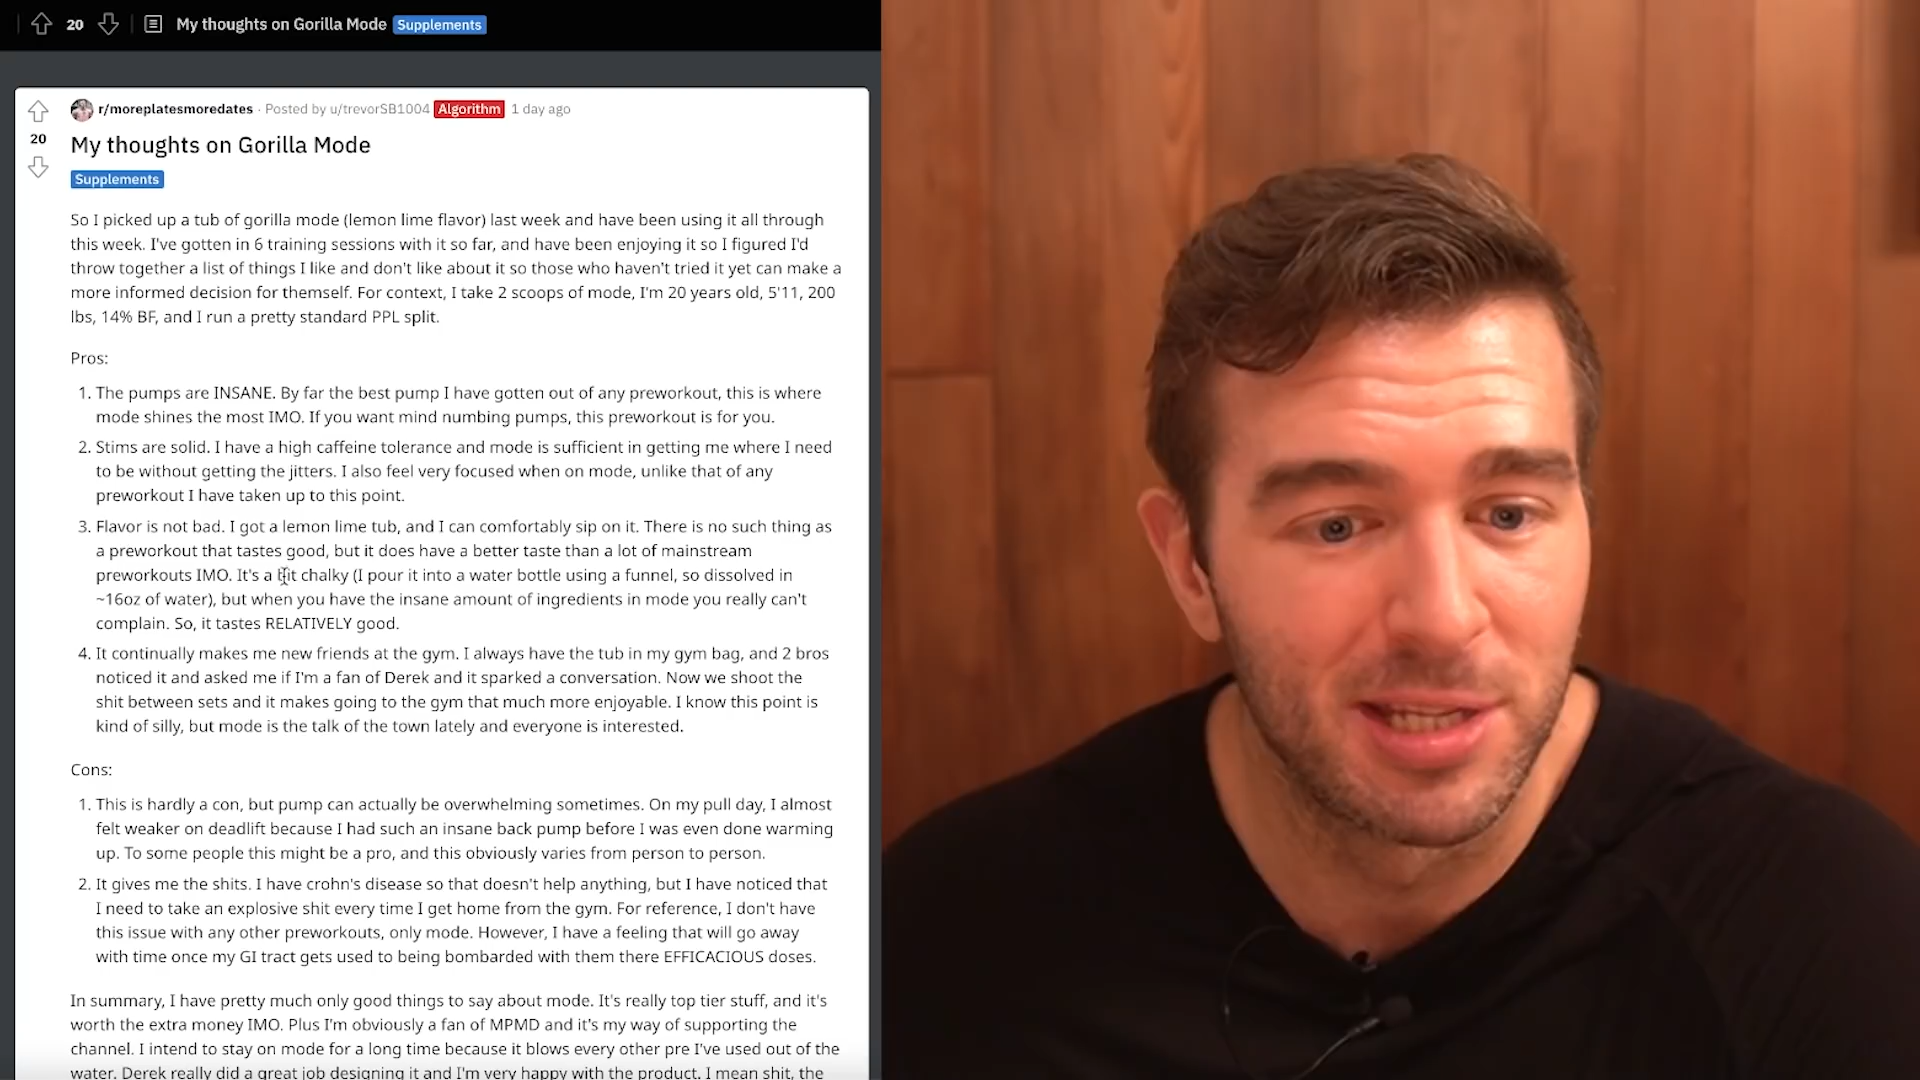 20 My thoughts on Gorilla Mode Supplements
r/moreplatesmoredates · Posted by u/trevorSB1004 Algorithm 1 day ago
20
My thoughts on Gorilla Mode
Supplements
So I picked up a tub of gorilla mode (lemon lime flavor) last week and have been using it all through
this week. I've gotten in 6 training sessions with it so far, and have been enjoying it so I figured I'd
throw together a list of things I like and don't like about it so those who haven't tried it yet can make a
more informed decision for themself. For context, I take 2 scoops of mode, I'm 20 years old, 5'11, 200
lbs, 14% BF, and I run a pretty standard PPL split.
Pros:
1. The pumps are INSANE. By far the best pump I have gotten out of any preworkout, this is where
mode shines the most IMO. If you want mind numbing pumps, this preworkout is for you.
2. Stims are solid. I have a high caffeine tolerance and mode is sufficient in getting me where I need
to be without getting the jitters. I also feel very focused when on mode, unlike that of any
preworkout I have taken up to this point.
3. Flavor is not bad. I got a lemon lime tub, and I can comfortably sip on it. There is no such thing as
a preworkout that tastes good, but it does have a better taste than a lot of mainstream
preworkouts IMO. It's a bit chalky (I pour it into a water bottle using a funnel, so dissolved in
~16oz of water), but when you have the insane amount of ingredients in mode you really can't
complain. So, it tastes RELATIVELY good.
4. It continually makes me new friends at the gym. I always have the tub in my gym bag, and 2 bros
noticed it and asked me if I'm a fan of Derek and it sparked a conversation. Now we shoot the
shit between sets and it makes going to the gym that much more enjoyable. I know this point is
kind of silly, but mode is the talk of the town lately and everyone is interested.
Cons:
1. This is hardly a con, but pump can actually be overwhelming sometimes. On my pull day, I almost
felt weaker on deadlift because I had such an insane back pump before I was even done warming
up. To some people this might be a pro, and this obviously varies from person to person.
2. It gives me the shits. I have crohn's disease so that doesn't help anything, but I have noticed that
I need to take an explosive shit every time I get home from the gym. For reference, I don't have
this issue with any other preworkouts, only mode. However, I have a feeling that will go away
with time once my GI tract gets used to being bombarded with them there EFFICACIOUS doses.
In summary, I have pretty much only good things to say about mode. It's really top tier stuff, and it's
worth the extra money IMO. Plus I'm obviously a fan of MPMD and it's my way of supporting the
channel. I intend to stay on mode for a long time because it blows every other pre I've used out of the
water. Derek really did a great job designing it and I'm very happy with the product. I mean shit, the